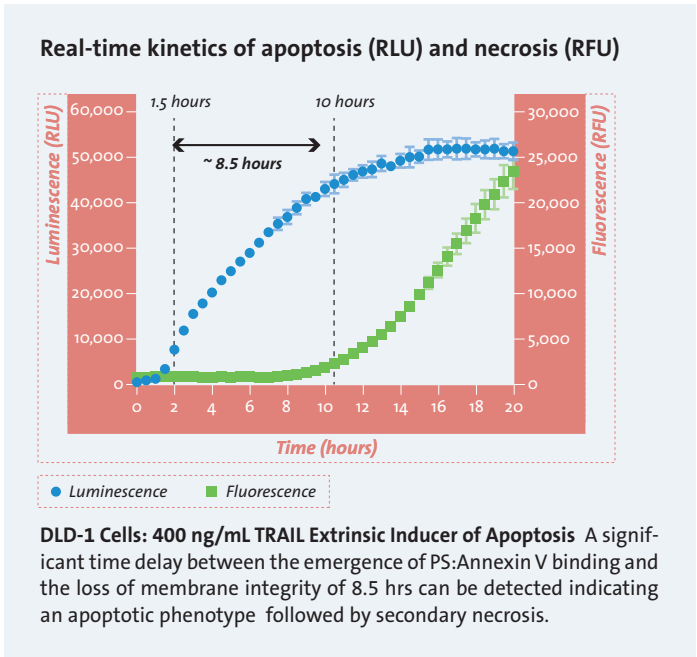 Real-time kinetics of apoptosis (RLU) and necrosis (RFU)
1.5 hours
10 hours
~ 8.5 hours
Luminescence (RLU)
60,000
50,000
40,000
30,000
20,000
10,000
0
Fluorescence (RFU)
30,000
25,000
20,000
15,000
10,000
5,000
0
0 2 4 6 8 10 12 14 16 18 20
Time (hours)
Luminescence Fluorescence
DLD-1 Cells: 400 ng/mL TRAIL Extrinsic Inducer of Apoptosis A signif-
icant time delay between the emergence of PS:Annexin V binding and
the loss of membrane integrity of 8.5 hrs can be detected indicating
an apoptotic phenotype followed by secondary necrosis.